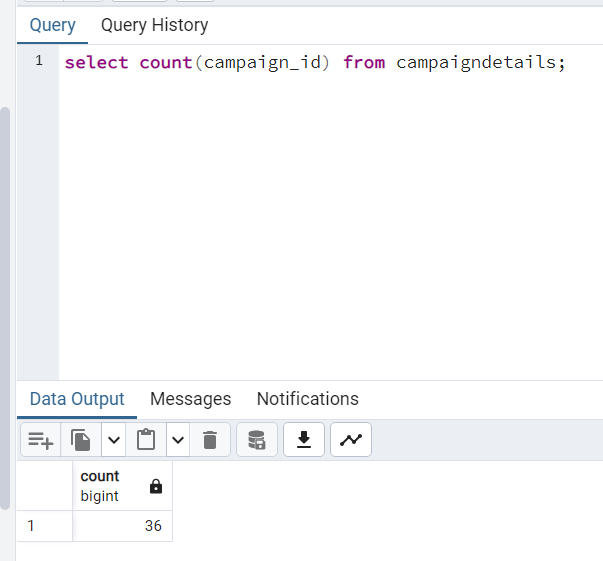 Query Query History
1 select count(campaign_id) from campaigndetails;
Data Output Messages Notifications
count
bigint
1 36